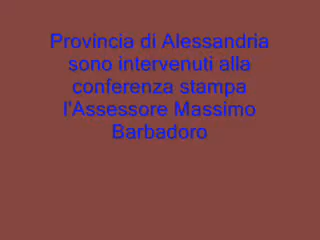 Provincia di Alessandria
sono intervenuti alla
conferenza stampa
l'Assessore Massimo
Barbadoro